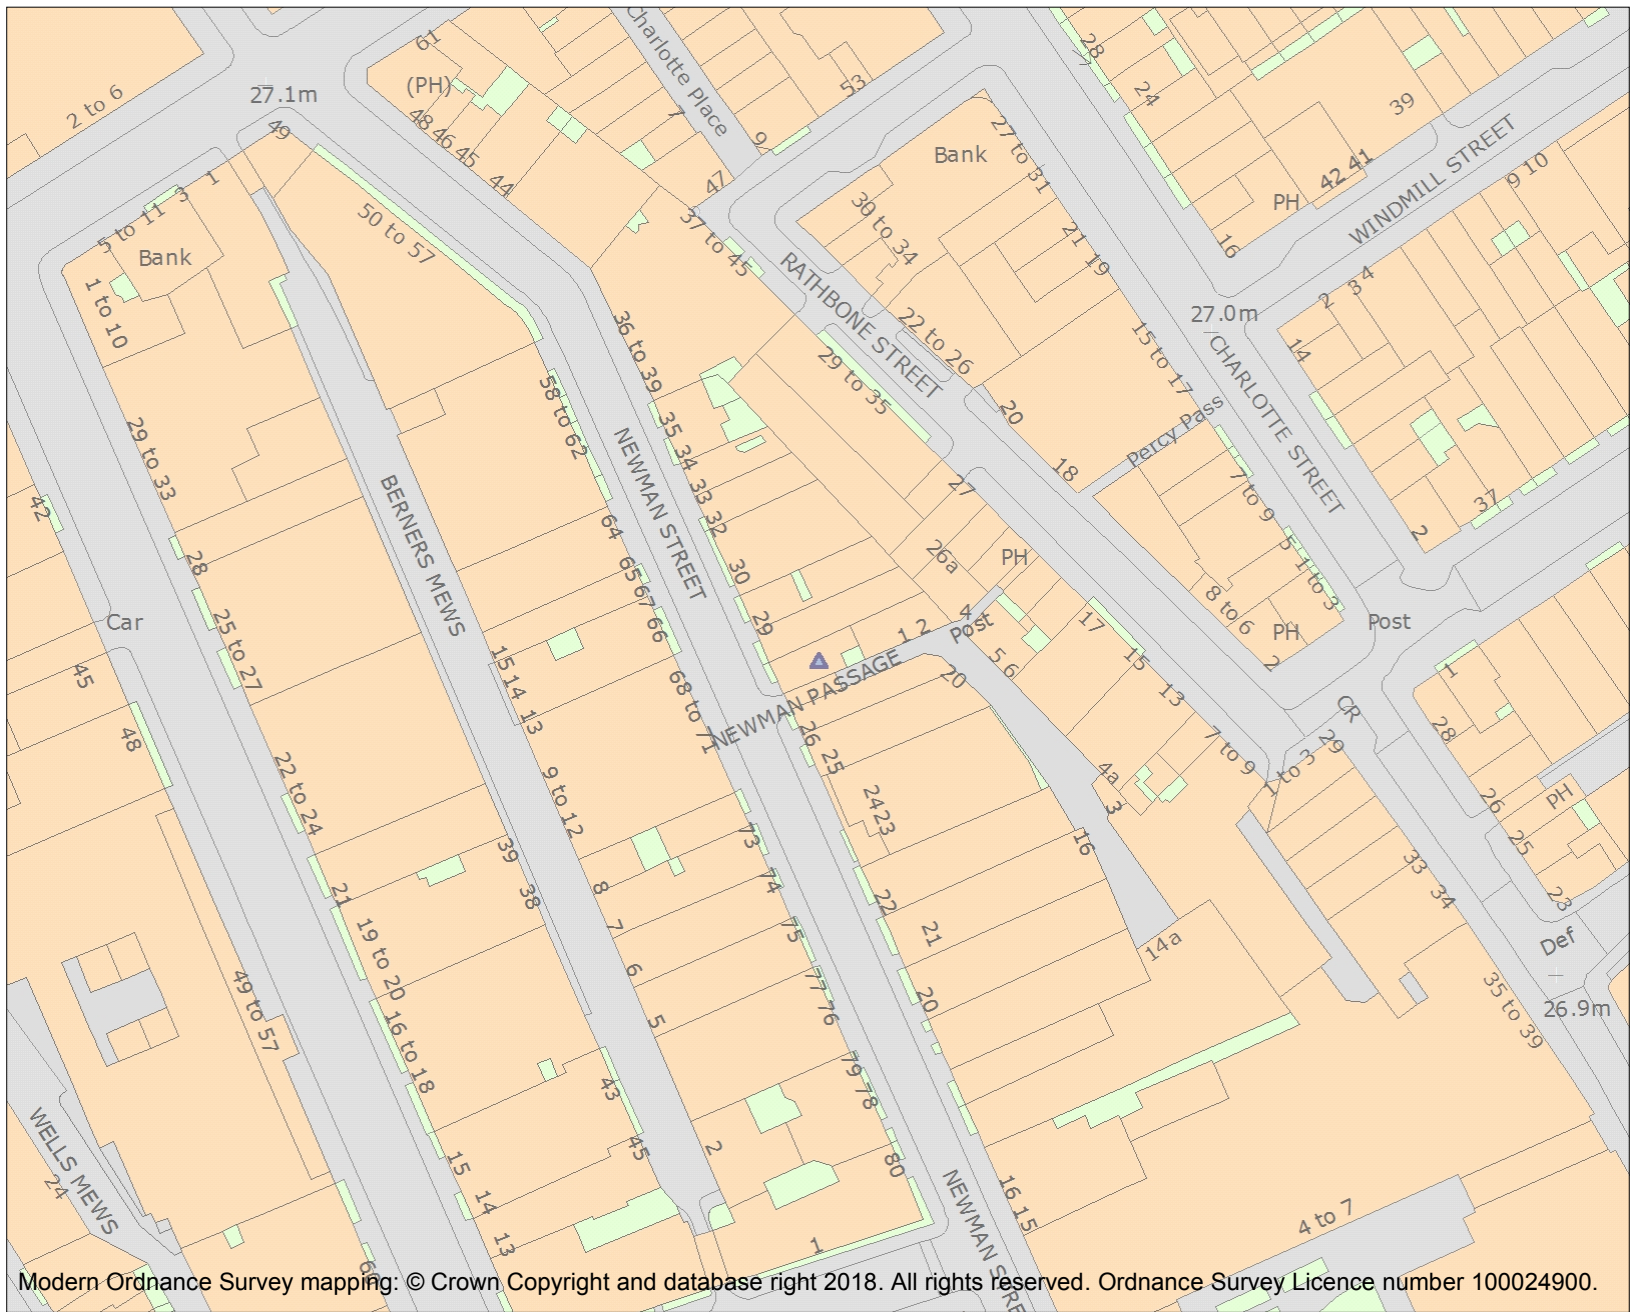 61
(PH)
2 to 6
27.1m
48 46 45
44
49
Charlotte Place
7
9
53
47
28
24
39
42 41
WINDMILL STREET
9 10
PH
16
Bank
27 to 31
30 to 34
21
19
37 to 45
RATHBONE STREET
22 to 26
29 to 35
20
18
27
15 to 17
Percy Pass
27.0m
2
3
4
14
CHARLOTTE STREET
7 to 9
5
1 to 3
37
2
5 to 11
3
1
Bank
1 to 10
50 to 57
29 to 33
42
28
25 to 27
Car
45
48
22 to 24
21
19 to 20
16 to 18
15
14
13
49 to 57
WELLS MEWS
24
BERNERS MEWS
15 14 13
9 to 12
39
38
8
7
6
5
43
45
2
1
36 to 39
35
34
33
32
30
29
58 to 62
64
65
67
66
68 to 71
NEWMAN STREET
73
74
75
77 76
79 78
80
26a
PH
4
Post
1 2
NEWMAN PASSAGE
20
5 6
17
15
13
7 to 9
4a
3
16
14a
26
25
24 23
22
21
20
16 15
NEWMAN STRE
8 to 6
PH
2
Post
CR
29
1 to 3
1
28
26
25
23
PH
33
34
Def
26.9m
35 to 39
4 to 7
Modern Ordnance Survey mapping: © Crown Copyright and database right 2018. All rights reserved. Ordnance Survey Licence number 100024900.